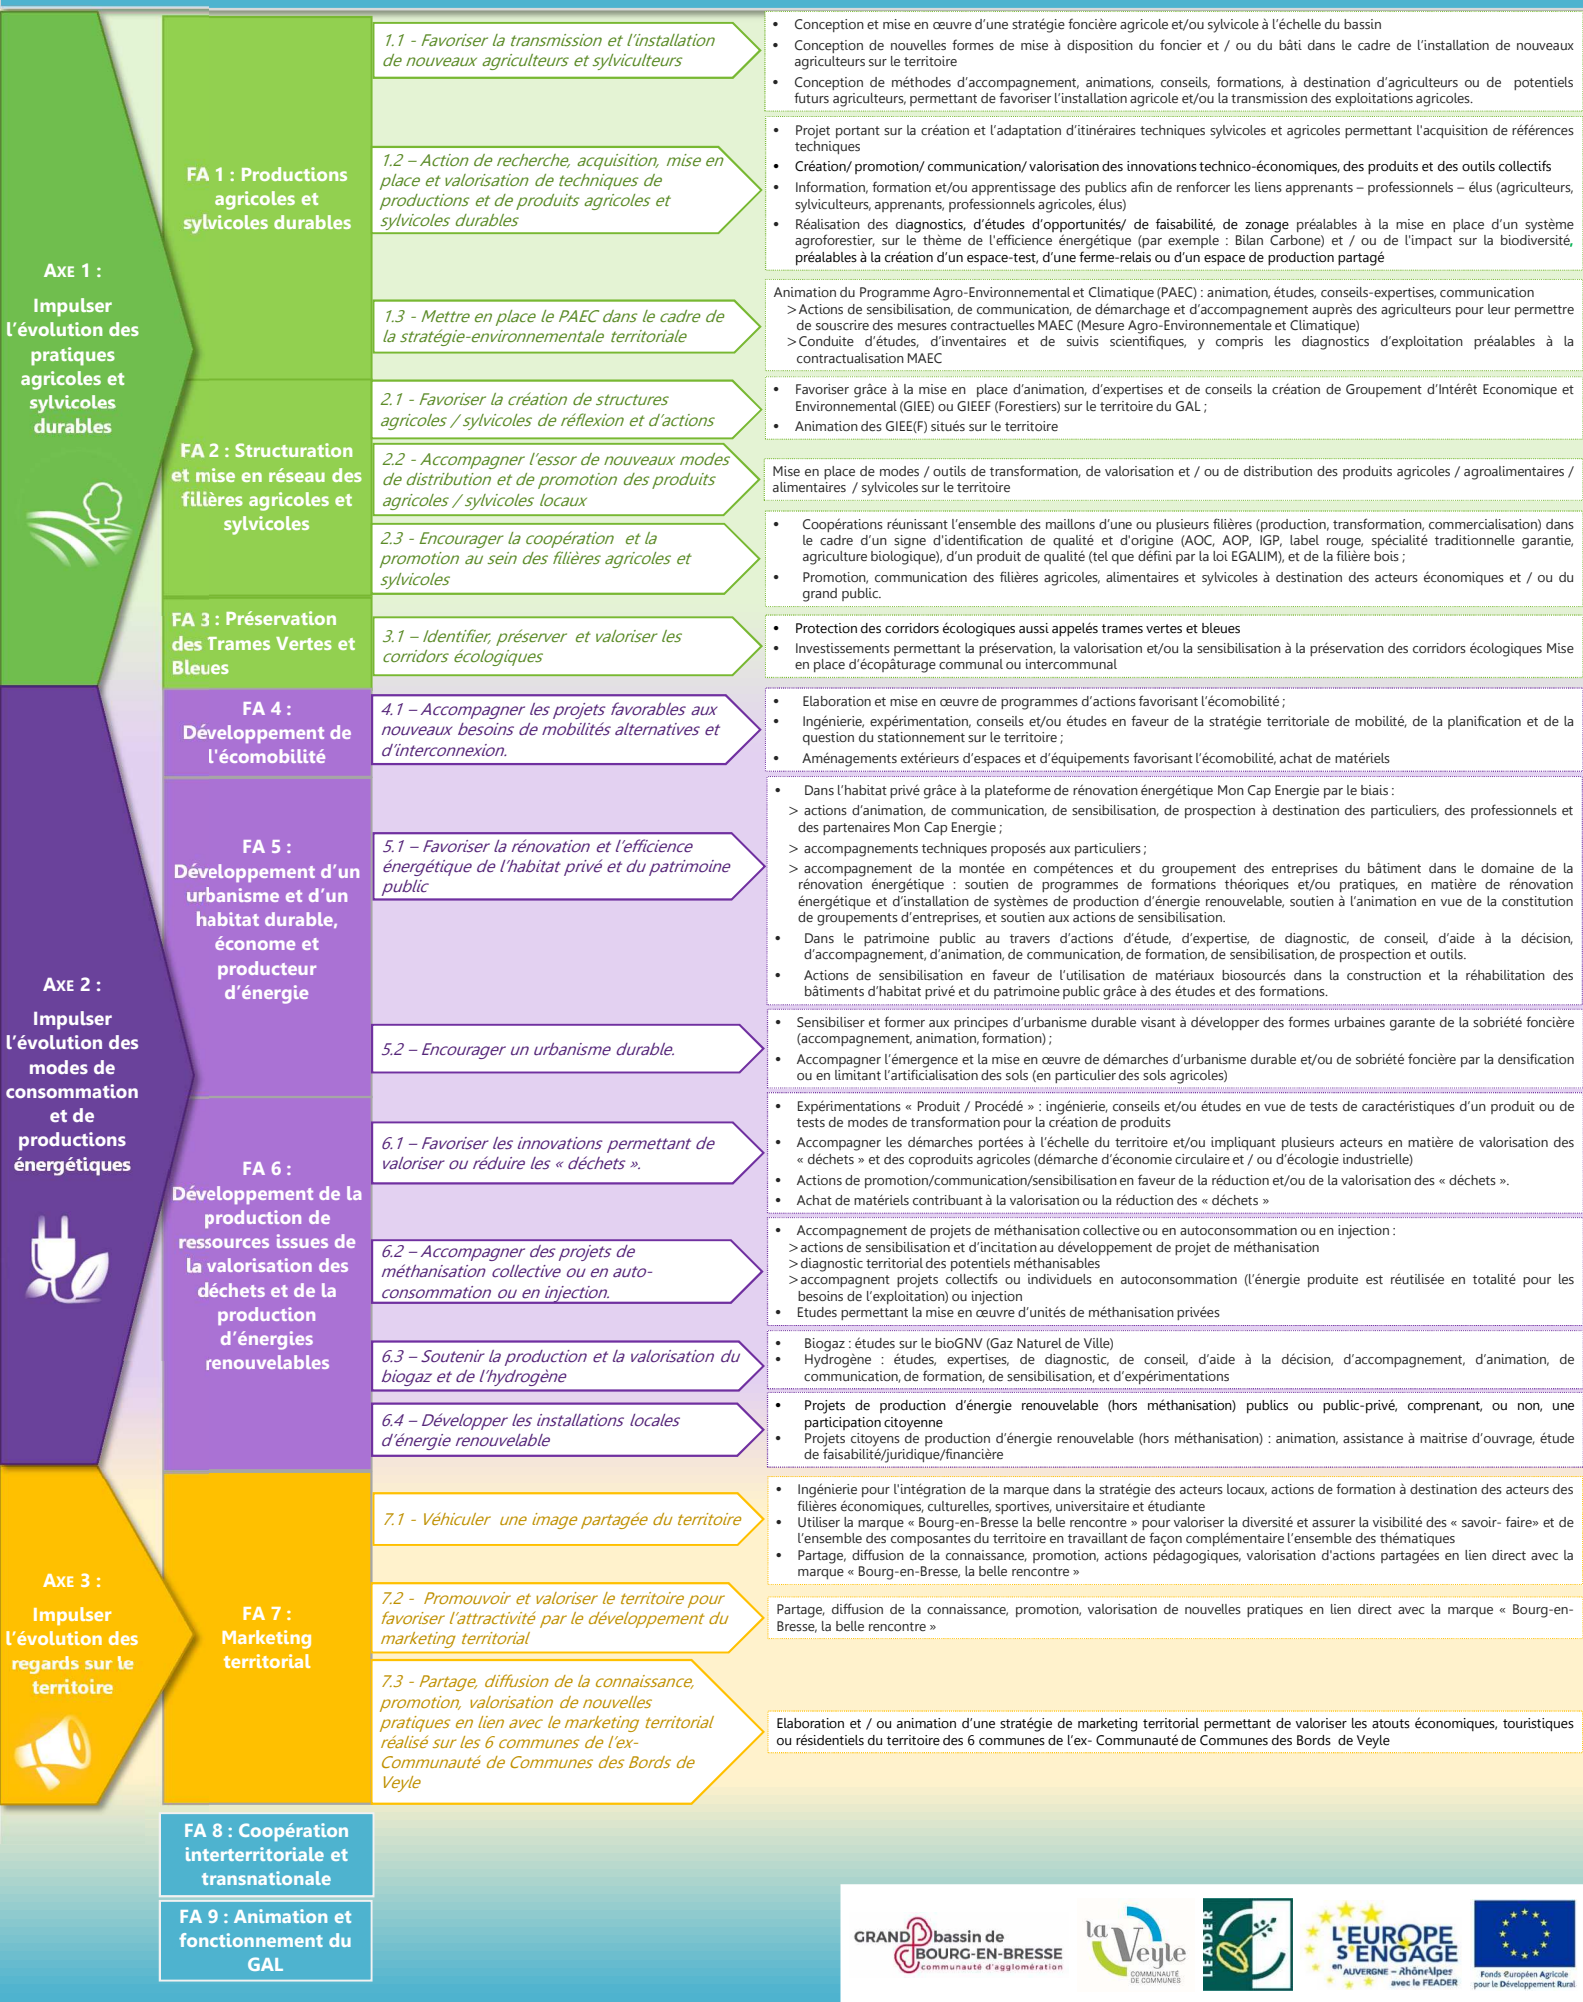 AXE 1 :
Impulser
l'évolution des
pratiques
agricoles et
sylvicoles
durables
FA 1 : Productions
agricoles et
sylvicoles durables
1.1 - Favoriser la transmission et l'installation
de nouveaux agriculteurs et sylviculteurs
• Conception et mise en œuvre d'une stratégie foncière agricole et/ou sylvicole à l'échelle du bassin
• Conception de nouvelles formes de mise à disposition du foncier et / ou du bâti dans le cadre de l'installation de nouveaux
agriculteurs sur le territoire
• Conception de méthodes d'accompagnement, animations, conseils, formations, à destination d'agriculteurs ou de potentiels
futurs agriculteurs, permettant de favoriser l'installation agricole et/ou la transmission des exploitations agricoles.
1.2 – Action de recherche, acquisition, mise en
place et valorisation de techniques de
productions et de produits agricoles et
sylvicoles durables
• Projet portant sur la création et l'adaptation d'itinéraires techniques sylvicoles et agricoles permettant l'acquisition de références
techniques
• Création/ promotion/ communication/ valorisation des innovations technico-économiques, des produits et des outils collectifs
• Information, formation et/ou apprentissage des publics afin de renforcer les liens apprenants – professionnels – élus (agriculteurs,
sylviculteurs, apprenants, professionnels agricoles, élus)
• Réalisation des diagnostics, d'études d'opportunités/ de faisabilité, de zonage préalables à la mise en place d'un système
agroforestier, sur le thème de l'efficience énergétique (par exemple : Bilan Carbone) et / ou de l'impact sur la biodiversité,
préalables à la création d'un espace-test, d'une ferme-relais ou d'un espace de production partagé
1.3 - Mettre en place le PAEC dans le cadre de
la stratégie-environnementale territoriale
Animation du Programme Agro-Environnemental et Climatique (PAEC) : animation, études, conseils-expertises, communication
> Actions de sensibilisation, de communication, de démarchage et d'accompagnement auprès des agriculteurs pour leur permettre
de souscrire des mesures contractuelles MAEC (Mesure Agro-Environnementale et Climatique)
> Conduite d'études, d'inventaires et de suivis scientifiques, y compris les diagnostics d'exploitation préalables à la
contractualisation MAEC
FA 2 : Structuration
et mise en réseau des
filières agricoles et
sylvicoles
2.1 - Favoriser la création de structures
agricoles / sylvicoles de réflexion et d'actions
• Favoriser grâce à la mise en place d'animation, d'expertises et de conseils la création de Groupement d'Intérêt Economique et
Environnemental (GIEE) ou GIEEF (Forestiers) sur le territoire du GAL ;
• Animation des GIEE(F) situés sur le territoire
2.2 - Accompagner l'essor de nouveaux modes
de distribution et de promotion des produits
agricoles / sylvicoles locaux
Mise en place de modes / outils de transformation, de valorisation et / ou de distribution des produits agricoles / agroalimentaires /
alimentaires / sylvicoles sur le territoire
2.3 - Encourager la coopération et la
promotion au sein des filières agricoles et
sylvicoles
• Coopérations réunissant l'ensemble des maillons d'une ou plusieurs filières (production, transformation, commercialisation) dans
le cadre d'un signe d'identification de qualité et d'origine (AOC, AOP, IGP, label rouge, spécialité traditionnelle garantie,
agriculture biologique), d'un produit de qualité (tel que défini par la loi EGALIM), et de la filière bois ;
• Promotion, communication des filières agricoles, alimentaires et sylvicoles à destination des acteurs économiques et / ou du
grand public.
FA 3 : Préservation
des Trames Vertes et
Bleues
3.1 – Identifier, préserver et valoriser les
corridors écologiques
• Protection des corridors écologiques aussi appelés trames vertes et bleues
• Investissements permettant la préservation, la valorisation et/ou la sensibilisation à la préservation des corridors écologiques Mise
en place d'écopâturage communal ou intercommunal
AXE 2 :
Impulser
l'évolution des
modes de
consommation
et de
productions
énergétiques
FA 4 :
Développement de
l'écomobilité
4.1 – Accompagner les projets favorables aux
nouveaux besoins de mobilités alternatives et
d'interconnexion.
• Elaboration et mise en œuvre de programmes d'actions favorisant l'écomobilité ;
• Ingénierie, expérimentation, conseils et/ou études en faveur de la stratégie territoriale de mobilité, de la planification et de la
question du stationnement sur le territoire ;
• Aménagements extérieurs d'espaces et d'équipements favorisant l'écomobilité, achat de matériels
FA 5 :
Développement d'un
urbanisme et d'un
habitat durable,
économe et
producteur
d'énergie
5.1 – Favoriser la rénovation et l'efficience
énergétique de l'habitat privé et du patrimoine
public
• Dans l'habitat privé grâce à la plateforme de rénovation énergétique Mon Cap Energie par le biais :
> actions d'animation, de communication, de sensibilisation, de prospection à destination des particuliers, des professionnels et
des partenaires Mon Cap Energie ;
> accompagnements techniques proposés aux particuliers ;
> accompagnement de la montée en compétences et du groupement des entreprises du bâtiment dans le domaine de la
rénovation énergétique : soutien de programmes de formations théoriques et/ou pratiques, en matière de rénovation
énergétique et d'installation de systèmes de production d'énergie renouvelable, soutien à l'animation en vue de la constitution
de groupements d'entreprises, et soutien aux actions de sensibilisation.
• Dans le patrimoine public au travers d'actions d'étude, d'expertise, de diagnostic, de conseil, d'aide à la décision,
d'accompagnement, d'animation, de communication, de formation, de sensibilisation, de prospection et outils.
• Actions de sensibilisation en faveur de l'utilisation de matériaux biosourcés dans la construction et la réhabilitation des
bâtiments d'habitat privé et du patrimoine public grâce à des études et des formations.
5.2 – Encourager un urbanisme durable.
• Sensibiliser et former aux principes d'urbanisme durable visant à développer des formes urbaines garante de la sobriété foncière
(accompagnement, animation, formation) ;
• Accompagner l'émergence et la mise en œuvre de démarches d'urbanisme durable et/ou de sobriété foncière par la densification
ou en limitant l'artificialisation des sols (en particulier des sols agricoles)
FA 6 :
Développement de la
production de
ressources issues de
la valorisation des
déchets et de la
production
d'énergies
renouvelables
6.1 – Favoriser les innovations permettant de
valoriser ou réduire les « déchets ».
• Expérimentations « Produit / Procédé » : ingénierie, conseils et/ou études en vue de tests de caractéristiques d'un produit ou de
tests de modes de transformation pour la création de produits
• Accompagner les démarches portées à l'échelle du territoire et/ou impliquant plusieurs acteurs en matière de valorisation des
« déchets » et des coproduits agricoles (démarche d'économie circulaire et / ou d'écologie industrielle)
• Actions de promotion/communication/sensibilisation en faveur de la réduction et/ou de la valorisation des « déchets ».
• Achat de matériels contribuant à la valorisation ou la réduction des « déchets »
6.2 – Accompagner des projets de
méthanisation collective ou en auto-
consommation ou en injection.
• Accompagnement de projets de méthanisation collective ou en autoconsommation ou en injection :
> actions de sensibilisation et d'incitation au développement de projet de méthanisation
> diagnostic territorial des potentiels méthanisables
> accompagnent projets collectifs ou individuels en autoconsommation (l'énergie produite est réutilisée en totalité pour les
besoins de l'exploitation) ou injection
• Etudes permettant la mise en œuvre d'unités de méthanisation privées
6.3 – Soutenir la production et la valorisation du
biogaz et de l'hydrogène
• Biogaz : études sur le bioGNV (Gaz Naturel de Ville)
• Hydrogène : études, expertises, de diagnostic, de conseil, d'aide à la décision, d'accompagnement, d'animation, de
communication, de formation, de sensibilisation, et d'expérimentations
6.4 – Développer les installations locales
d'énergie renouvelable
• Projets de production d'énergie renouvelable (hors méthanisation) publics ou public-privé, comprenant, ou non, une
participation citoyenne
• Projets citoyens de production d'énergie renouvelable (hors méthanisation) : animation, assistance à maitrise d'ouvrage, étude
de faisabilité/juridique/financière
AXE 3 :
Impulser
l'évolution des
regards sur le
territoire
FA 7 :
Marketing
territorial
7.1 - Véhiculer une image partagée du territoire
• Ingénierie pour l'intégration de la marque dans la stratégie des acteurs locaux, actions de formation à destination des acteurs des
filières économiques, culturelles, sportives, universitaire et étudiante
• Utiliser la marque « Bourg-en-Bresse la belle rencontre » pour valoriser la diversité et assurer la visibilité des « savoir- faire» et de
l'ensemble des composantes du territoire en travaillant de façon complémentaire l'ensemble des thématiques
• Partage, diffusion de la connaissance, promotion, actions pédagogiques, valorisation d'actions partagées en lien direct avec la
marque « Bourg-en-Bresse, la belle rencontre »
7.2 - Promouvoir et valoriser le territoire pour
favoriser l'attractivité par le développement du
marketing territorial
Partage, diffusion de la connaissance, promotion, valorisation de nouvelles pratiques en lien direct avec la marque « Bourg-en-
Bresse, la belle rencontre »
7.3 - Partage, diffusion de la connaissance,
promotion, valorisation de nouvelles
pratiques en lien avec le marketing territorial
réalisé sur les 6 communes de l'ex-
Communauté de Communes des Bords de
Veyle
Elaboration et / ou animation d'une stratégie de marketing territorial permettant de valoriser les atouts économiques, touristiques
ou résidentiels du territoire des 6 communes de l'ex- Communauté de Communes des Bords de Veyle
FA 8 : Coopération
interterritoriale et
transnationale
FA 9 : Animation et
fonctionnement du
GAL
GRAND bassin de
BOURG-EN-BRESSE
communauté d'agglomération
la
Veyle
COMMUNAUTÉ
DE COMMUNES
LEADER
L'EUROPE
S'ENGAGE
en AUVERGNE – RhôneAlpes
avec le FEADER
Fonds Européen Agricole
pour le Développement Rural